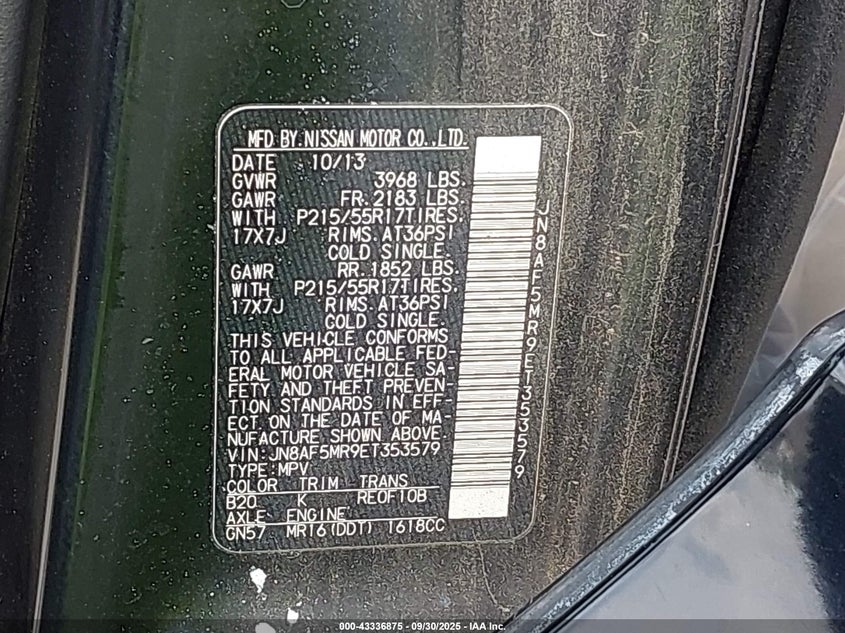 MFD BY NISSAN MOTOR CO.,LTD.
DATE 10/13
GVWR 3968 LBS.
GAWR FR. 2183 LBS.
WITH P215/55R17TIRES.
17X7J RIMS. AT36PSI
COLD SINGLE.
GAWR RR. 1852 LBS.
WITH P215/55R17TIRES.
17X7J RIMS. AT36PSI
COLD SINGLE.
THIS VEHICLE CONFORMS
TO ALL APPLICABLE FED-
ERAL MOTOR VEHICLE SA-
FETY AND THEFT PREVEN-
TION STANDARDS IN EFF-
ECT ON THE DATE OF MA-
NUFACTURE SHOWN ABOVE.
VIN:JN8AF5MR9ET353579
TYPE:MPV
COLOR TRIM TRANS
B20 K RE0F10B
AXLE ENGINE
GN57 MR16(DDT) 1618CC
JN8AF5MR9ET353579
000-43336875 - 09/30/2025 - IAA Inc.